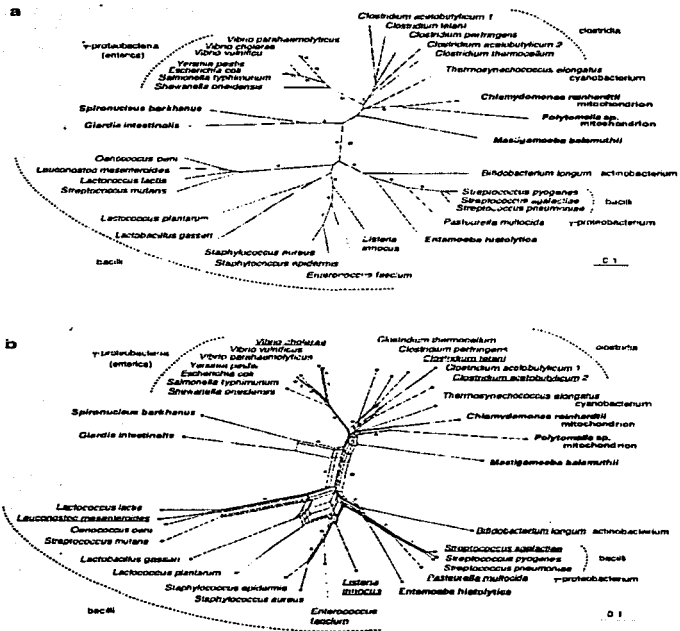 a
Clostridium acetobutylicum 1
Clostridium tetani
Clostridium perfringens
Clostridium acetobutylicum 2
Clostridium thermocellum
clostridia
γ-proteobacteria
(enterics)
Vibrio parahaemolyticus
Vibrio cholerae
Vibrio vulnificu
Yersinia pestis
Escherichia coli
Salmonella typhimurium
Shewanella oneidensis
Thermosynechococcus elongatus
cyanobacterium
Chlamydomonas reinhardtii
mitochondrion
Polytomella sp.
mitochondrion
Mastigamoeba balamuthii
Spironucleus barkhanus
Giardia intestinalis
Oenococcus oeni
Leuconostoc mesenteroides
Lactococcus lactis
Streptococcus mutans
Lactococcus plantarum
Lactobacillus gasseri
Staphylococcus aureus
Staphylococcus epidermis
Enterococcus faecium
bacilli
Listeria
innocus
Bifidobacterium longum actinobacterium
Streptococcus pyogenes
Streptococcus agalactiae
Streptococcus pneumoniae
bacilli
Pasteurella multocida γ-proteobacterium
Entamoeba histolytica
0.1
b
γ-proteobacteria
(enterics)
Vibrio cholerae
Vibrio vulnificus
Vibrio parahaemolyticus
Yersinia pestis
Escherichia coli
Salmonella typhimurium
Shewanella oneidensis
Clostridium thermocellum
Clostridium perfringens
Clostridium tetani
Clostridium acetobutylicum 1
Clostridium acetobutylicum 2
clostridia
Thermosynechococcus elongatus
cyanobacterium
Chlamydomonas reinhardtii
mitochondrion
Polytomella sp.
mitochondrion
Mastigamoeba balamuthii
Spironucleus barkhanus
Giardia intestinalis
Lactococcus lactis
Leuconostoc mesenteroides
Oenococcus oeni
Streptococcus mutans
Lactobacillus gasseri
Lactococcus plantarum
Staphylococcus epidermis
Staphylococcus aureus
Enterococcus
faecium
bacilli
Listeria
innocus
Bifidobacterium longum actinobacterium
Streptococcus agalactiae
Streptococcus pyogenes
Streptococcus pneumoniae
bacilli
Pasteurella multocida γ-proteobacterium
Entamoeba histolytica
0.1